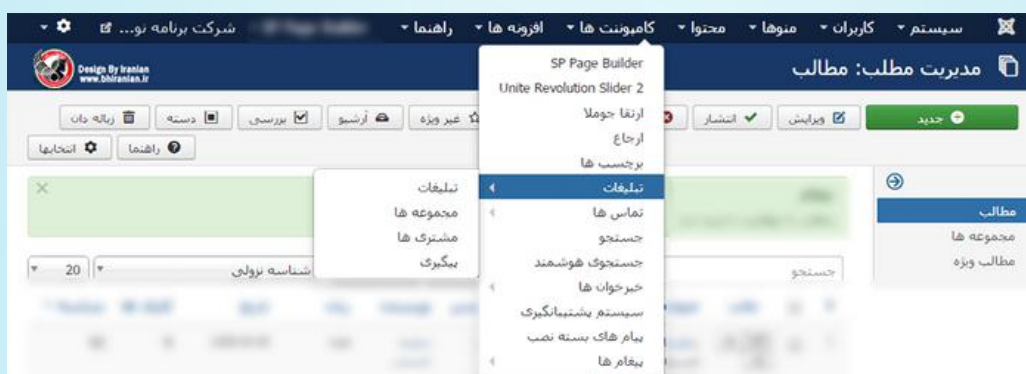 سیستم کاربران منوها محتوا کامپوننت ها افزونه ها راهنما شرکت برنامه نو...
مدیریت مطلب: مطالب
Design By Iranian
www.bhiranian.ir
جدید ویرایش انتشار غیر ویژه آرشیو بررسی دسته زباله دان
راهنما انتخابها
مطالب
مجموعه ها
مطالب ویژه
جستجو شناسه نزولی 20
SP Page Builder
Unite Revolution Slider 2
ارتقا جوملا
ارجاع
برچسب ها
تبلیغات
تماس ها
جستجو
جستجوی هوشمند
خبرخوان ها
سیستم پشتیبانگیری
پیام های بسته نصب
پیغام ها
تبلیغات
مجموعه ها
مشتری ها
پیگیری